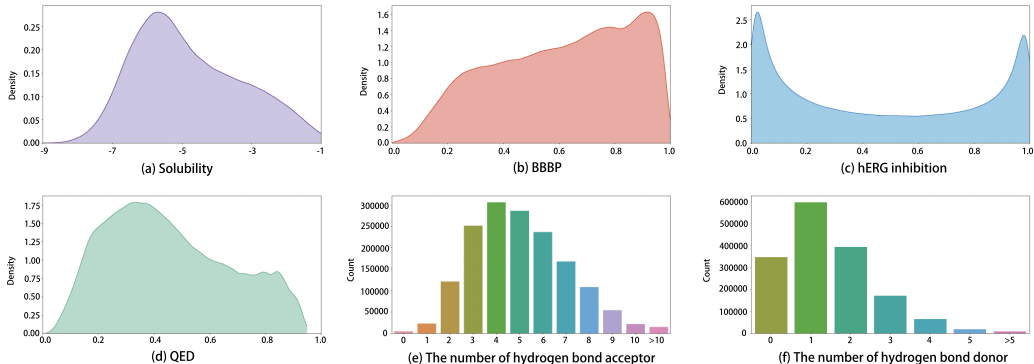 0.25
0.20
0.15
0.10
0.05
0.00
Density
-9 -7 -5 -3 -1
(a) Solubility
1.6
1.4
1.2
1.0
0.8
0.6
0.4
0.2
0.0
Density
0.0 0.2 0.4 0.6 0.8 1.0
(b) BBBP
2.5
2.0
1.5
1.0
0.5
0.0
Density
0.0 0.2 0.4 0.6 0.8 1.0
(c) hERG inhibition
1.75
1.50
1.25
1.00
0.75
0.50
0.25
0.00
Density
0.0 0.2 0.4 0.6 0.8 1.0
(d) QED
300000
250000
200000
150000
100000
50000
0
Count
0 1 2 3 4 5 6 7 8 9 10 >10
(e) The number of hydrogen bond acceptor
600000
500000
400000
300000
200000
100000
0
Count
0 1 2 3 4 5 >5
(f) The number of hydrogen bond donor